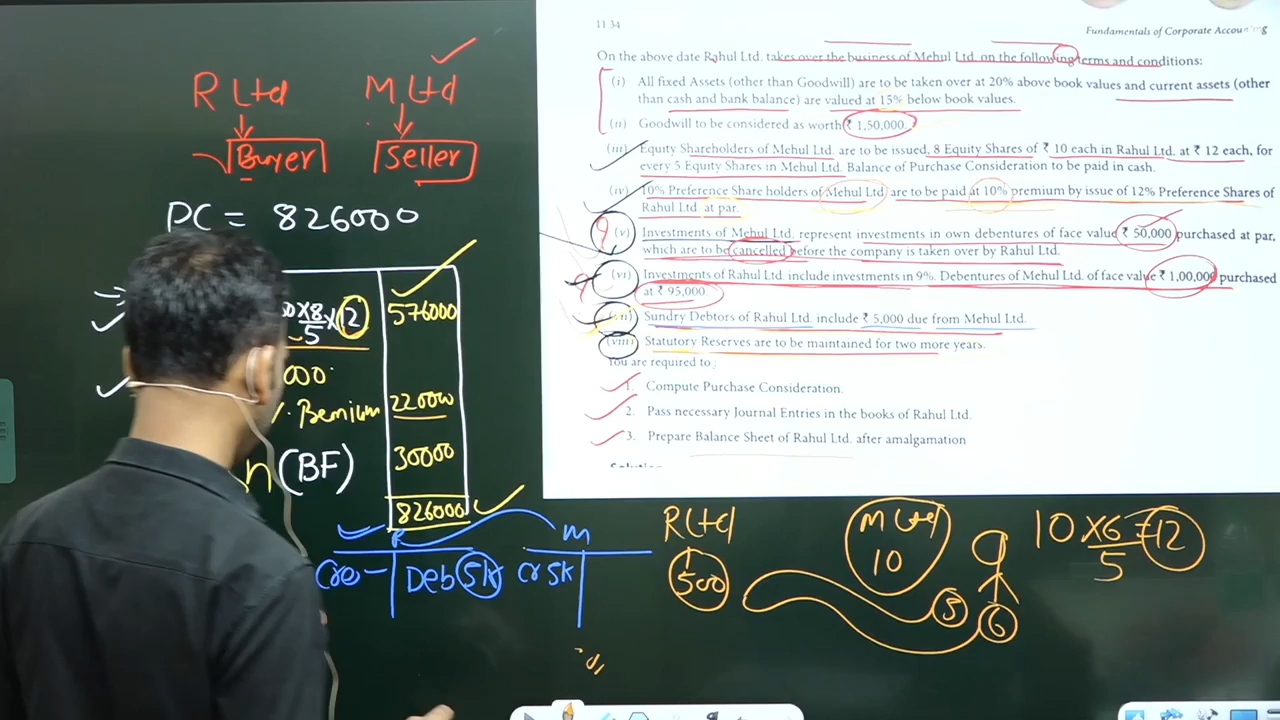 11.34
Fundamentals of Corporate Accounting
On the above date Rahul Ltd. takes over the business of Mehul Ltd. on the following terms and conditions:
(i) All fixed Assets (other than Goodwill) are to be taken over at 20% above book values and current assets (other
than cash and bank balance) are valued at 15% below book values.
(ii) Goodwill to be considered as worth ₹ 1,50,000.
(iii) Equity Shareholders of Mehul Ltd. are to be issued, 8 Equity Shares of ₹ 10 each in Rahul Ltd. at ₹ 12 each, for
every 5 Equity Shares in Mehul Ltd. Balance of Purchase Consideration to be paid in cash.
(iv) 10% Preference Share holders of Mehul Ltd. are to be paid at 10% premium by issue of 12% Preference Shares of
Rahul Ltd. at par.
(v) Investments of Mehul Ltd. represent investments in own debentures of face value ₹ 50,000 purchased at par,
which are to be cancelled before the company is taken over by Rahul Ltd.
(vi) Investments of Rahul Ltd. include investments in 9%. Debentures of Mehul Ltd. of face value ₹ 1,00,000 purchased
at ₹ 95,000.
(vii) Sundry Debtors of Rahul Ltd. include ₹ 5,000 due from Mehul Ltd.
(viii) Statutory Reserves are to be maintained for two more years.
You are required to :
1. Compute Purchase Consideration.
2. Pass necessary Journal Entries in the books of Rahul Ltd.
3. Prepare Balance Sheet of Rahul Ltd. after amalgamation
R Ltd M Ltd
Buyer Seller
PC = 826000
0×8/5×12 576000
000
. Bemium 220000
n (BF) 30000
826000
R M
Cre- Deb 5k Cr 5k
R Ltd
500
M Ltd
10
5
6
10 × 6/5 = 12